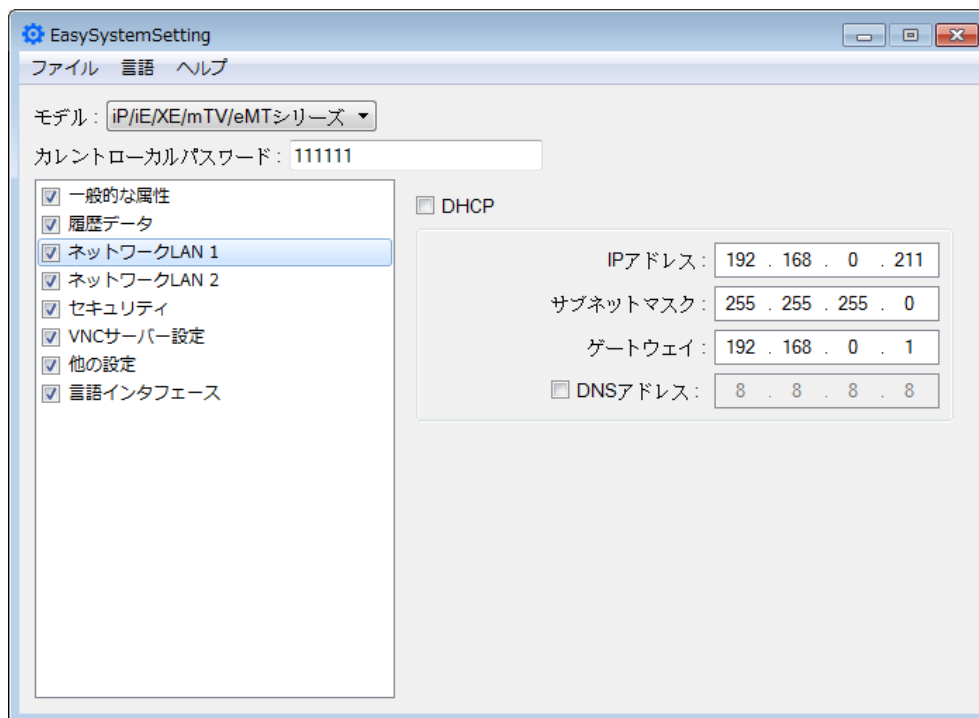 EasySystemSetting
ファイル 言語 ヘルプ
モデル : iP/iE/XE/mTV/eMTシリーズ
カレントローカルパスワード : 111111
一般的な属性
履歴データ
ネットワークLAN 1
ネットワークLAN 2
セキュリティ
VNCサーバー設定
他の設定
言語インタフェース
DHCP
IPアドレス : 192 . 168 . 0 . 211
サブネットマスク : 255 . 255 . 255 . 0
ゲートウェイ : 192 . 168 . 0 . 1
DNSアドレス : 8 . 8 . 8 . 8